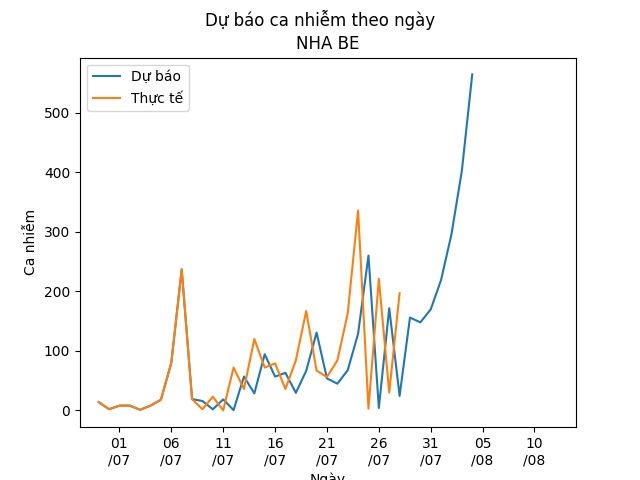 Dự báo ca nhiễm theo ngày
NHA BE
Dự báo
Thực tế
Ca nhiễm
500
400
300
200
100
0
01 06 11 16 21 26 31 05 10
/07 /07 /07 /07 /07 /07 /07 /08 /08
Ngày